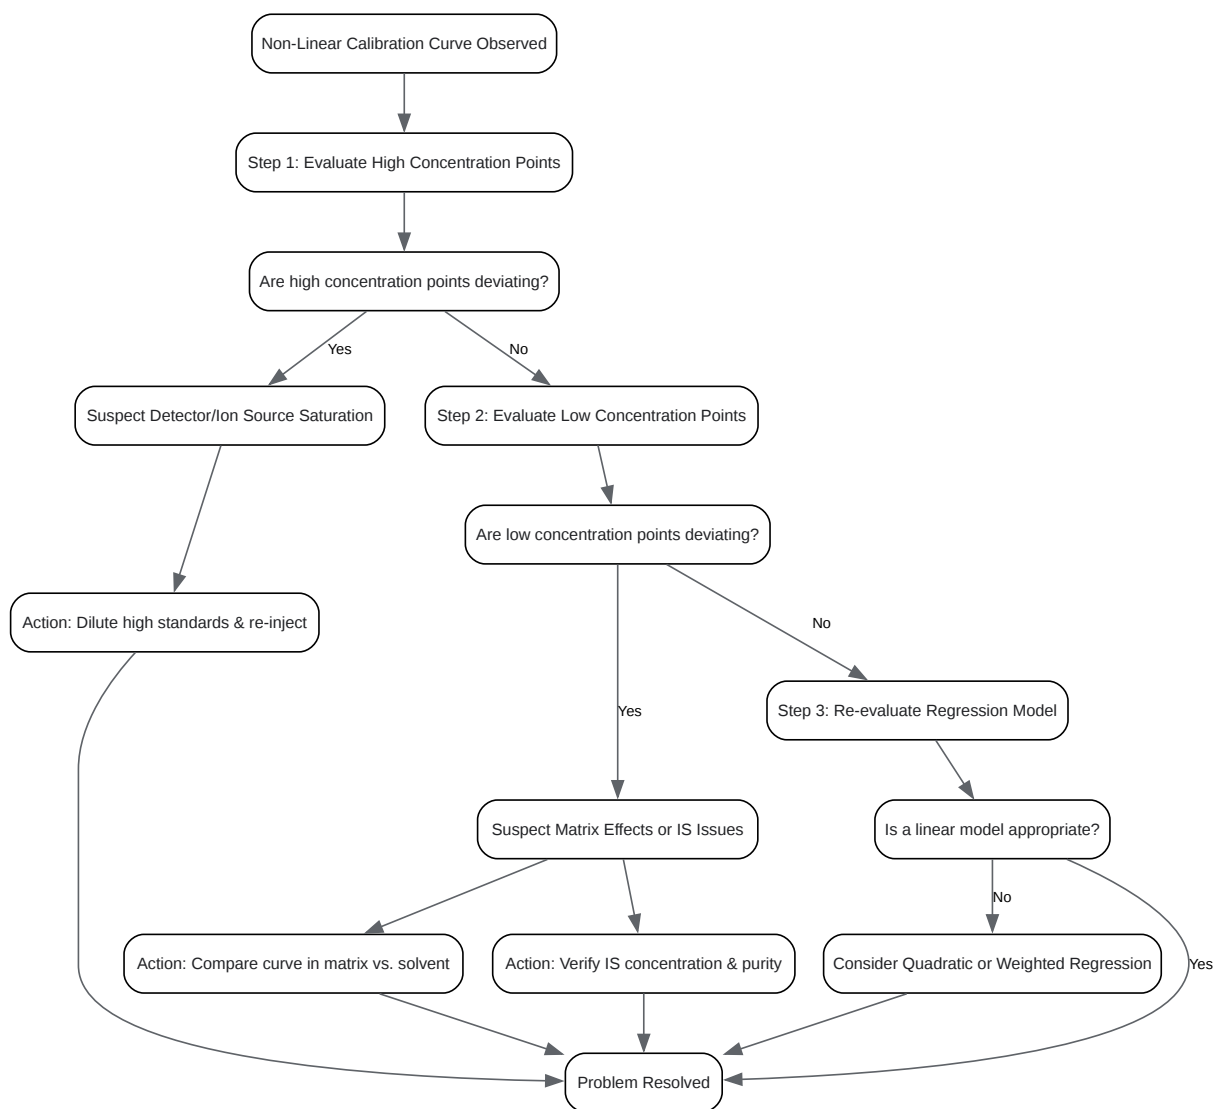 Non-Linear Calibration Curve Observed
Step 1: Evaluate High Concentration Points
Are high concentration points deviating?
Yes
No
Suspect Detector/Ion Source Saturation
Step 2: Evaluate Low Concentration Points
Are low concentration points deviating?
Action: Dilute high standards & re-inject
No
Yes
Step 3: Re-evaluate Regression Model
Suspect Matrix Effects or IS Issues
Is a linear model appropriate?
No
Action: Compare curve in matrix vs. solvent
Action: Verify IS concentration & purity
Consider Quadratic or Weighted Regression
Yes
Problem Resolved